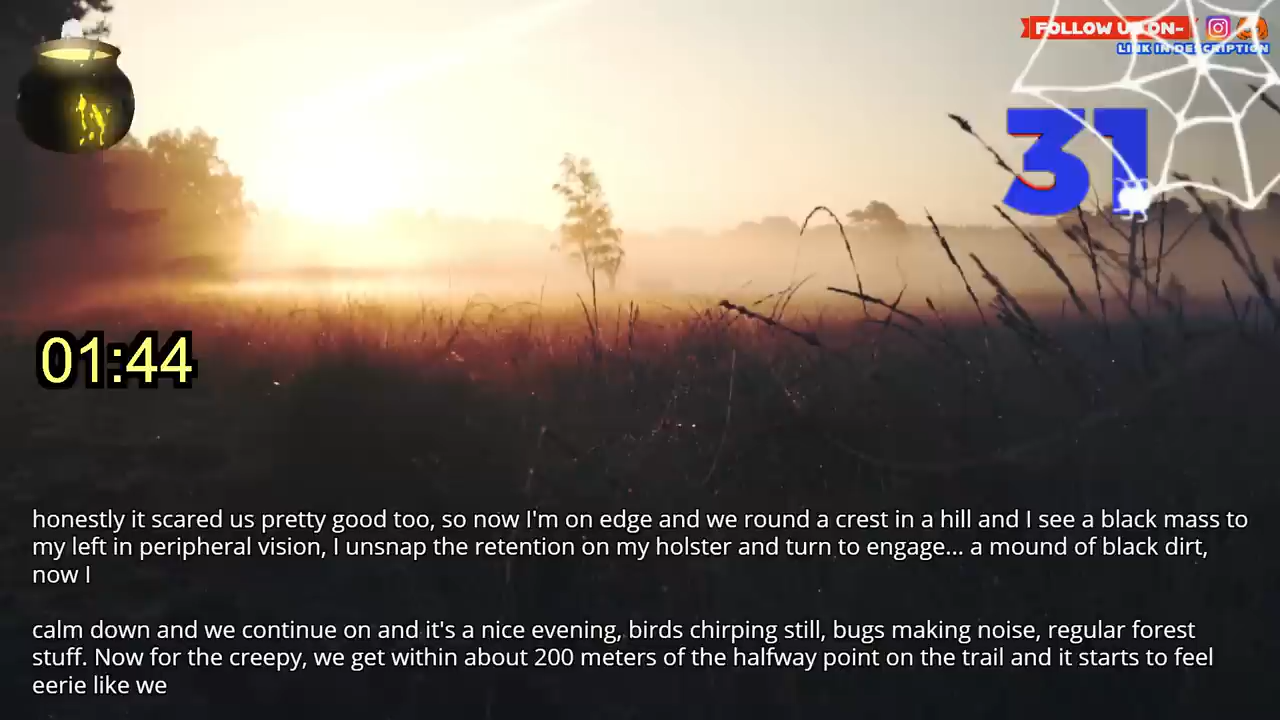 FOLLOW US ON-
LINK IN DESCRIPTION
31
01:44
honestly it scared us pretty good too, so now I'm on edge and we round a crest in a hill and I see a black mass to
my left in peripheral vision, I unsnap the retention on my holster and turn to engage... a mound of black dirt,
now I
calm down and we continue on and it's a nice evening, birds chirping still, bugs making noise, regular forest
stuff. Now for the creepy, we get within about 200 meters of the halfway point on the trail and it starts to feel
eerie like we